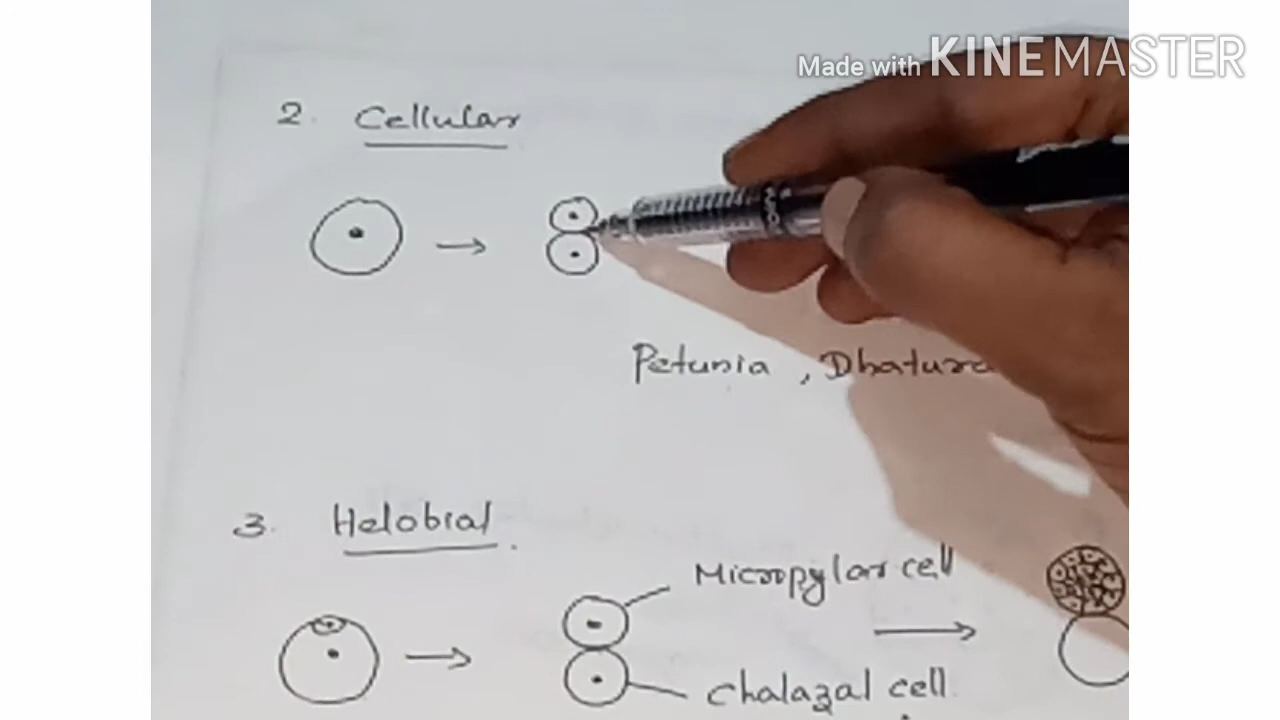 Made with KINEMASTER
2. Cellular
Petunia, Dhatura
3. Helobial
Micropylar cell
Chalazal cell